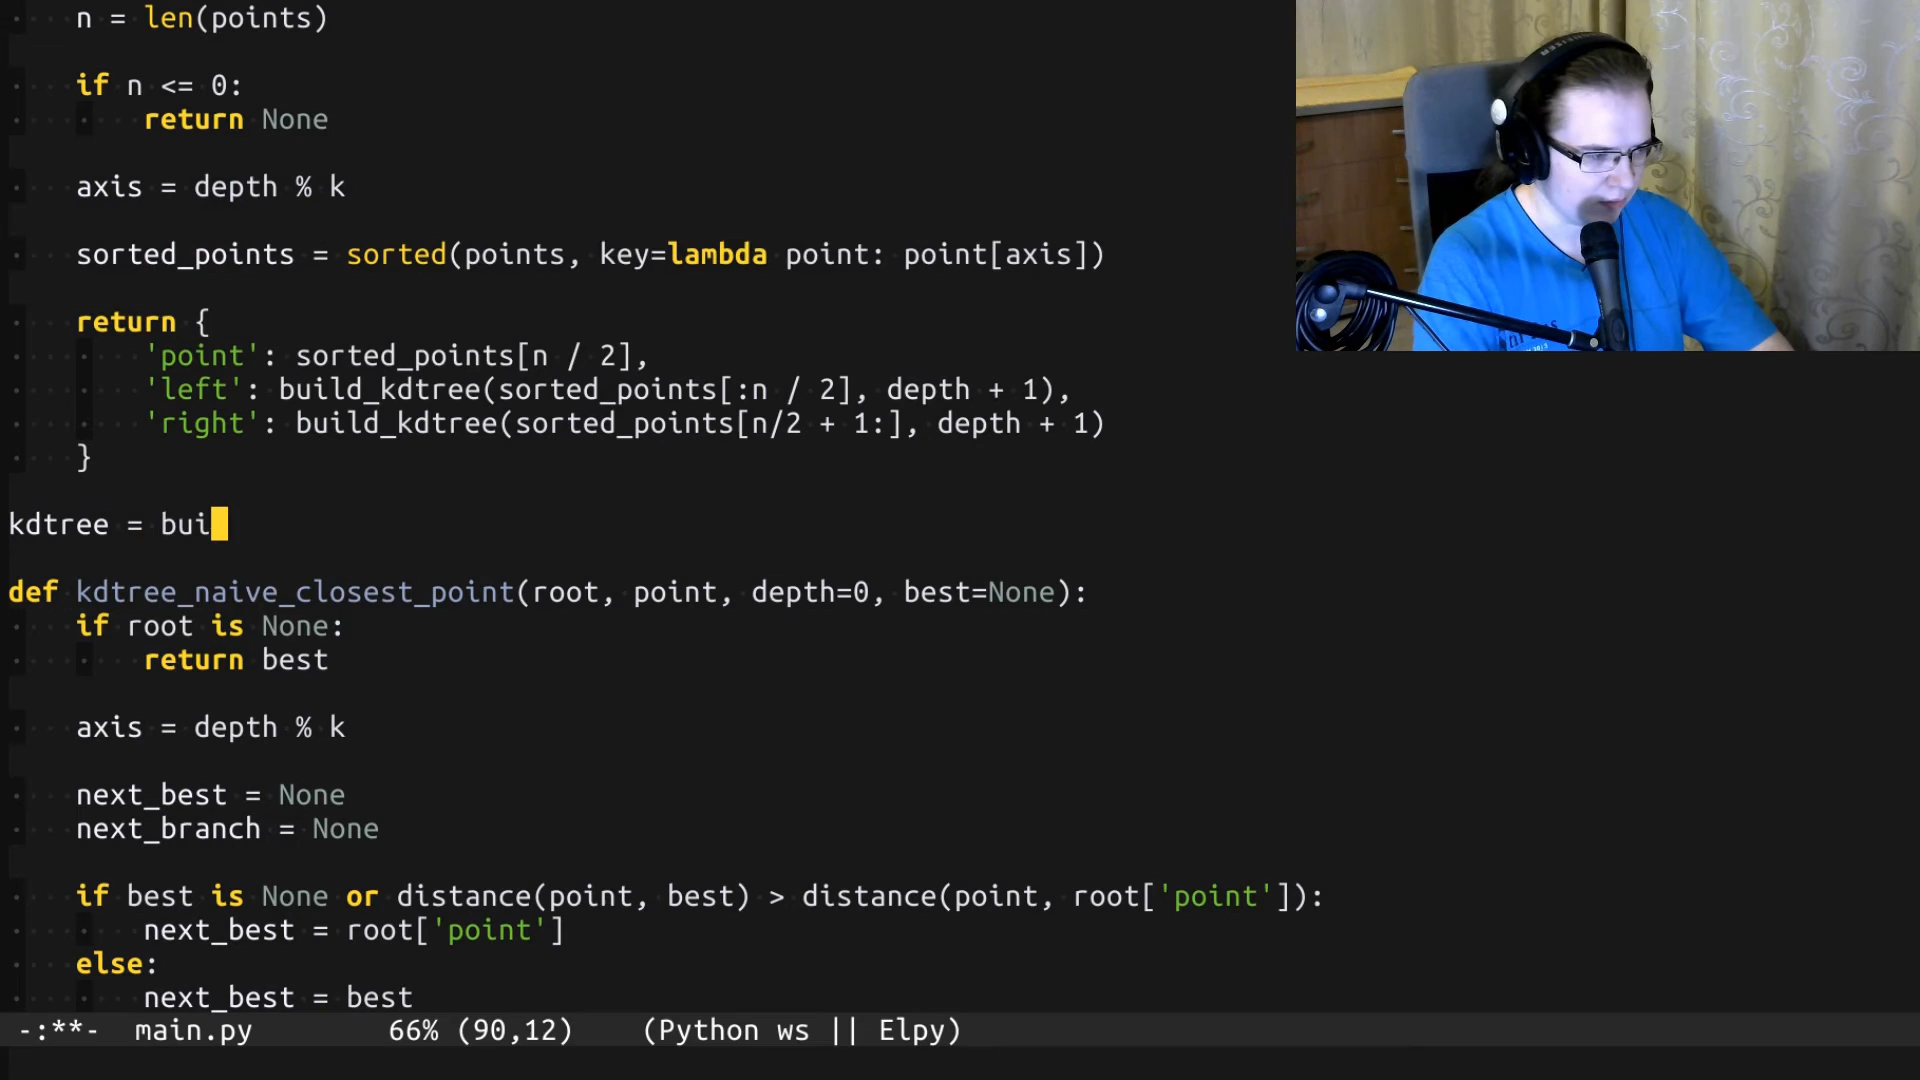 n = len(points)
if n <= 0:
return None
axis = depth % k
sorted_points = sorted(points, key=lambda point: point[axis])
return {
'point': sorted_points[n / 2],
'left': build_kdtree(sorted_points[:n / 2], depth + 1),
'right': build_kdtree(sorted_points[n/2 + 1:], depth + 1)
}
kdtree = bui
def kdtree_naive_closest_point(root, point, depth=0, best=None):
if root is None:
return best
axis = depth % k
next_best = None
next_branch = None
if best is None or distance(point, best) > distance(point, root['point']):
next_best = root['point']
else:
next_best = best
-:**-  main.py        66% (90,12)    (Python ws || Elpy)